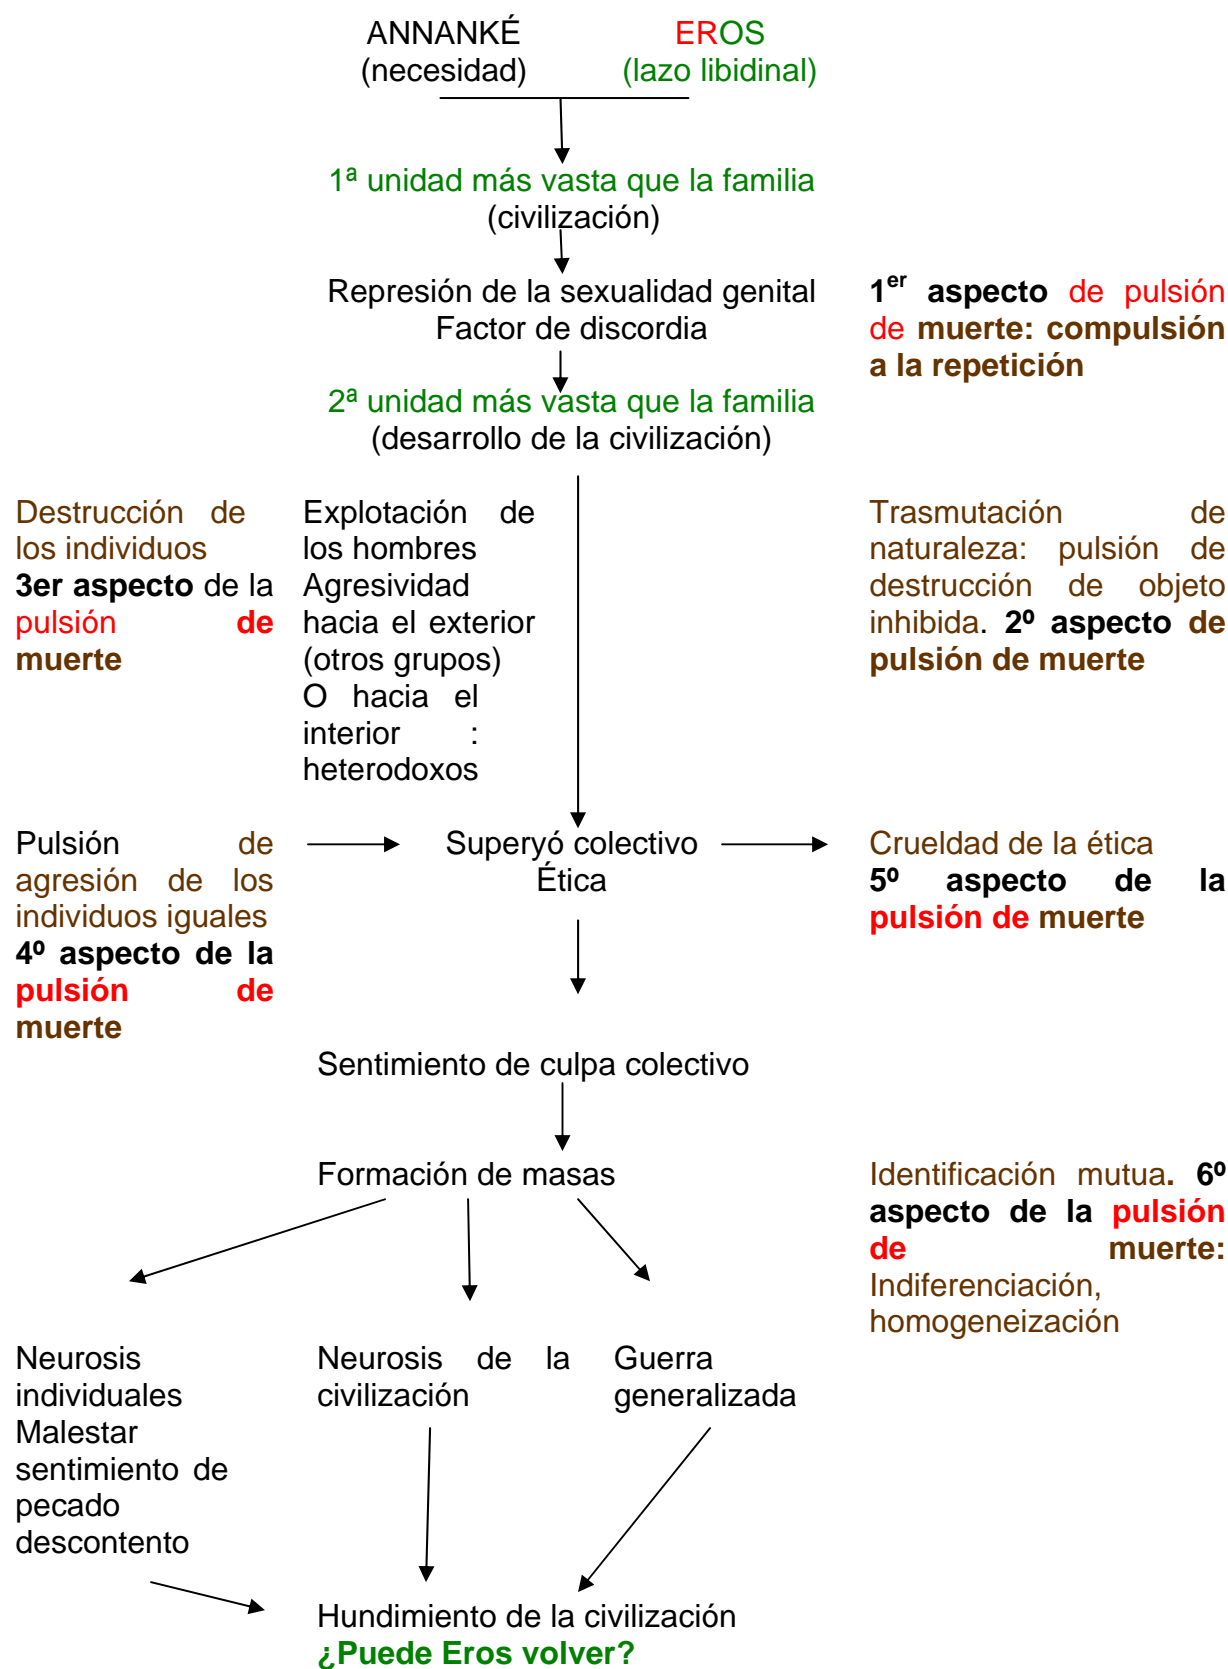 ANNANKÉ
(necesidad)
EROS
(lazo libidinal)
1ª unidad más vasta que la familia
(civilización)
Represión de la sexualidad genital
Factor de discordia
1er aspecto de pulsión
de muerte: compulsión
a la repetición
2ª unidad más vasta que la familia
(desarrollo de la civilización)
Destrucción de
los individuos
3er aspecto de la
pulsión de
muerte
Explotación de
los hombres
Agresividad
hacia el exterior
(otros grupos)
O hacia el
interior :
heterodoxos
Trasmutación de
naturaleza: pulsión de
destrucción de objeto
inhibida. 2º aspecto de
pulsión de muerte
Pulsión de
agresión de los
individuos iguales
4º aspecto de la
pulsión de
muerte
Superyó colectivo
Ética
Crueldad de la ética
5º aspecto de la
pulsión de muerte
Sentimiento de culpa colectivo
Formación de masas
Identificación mutua. 6º
aspecto de la pulsión
de muerte:
Indiferenciación,
homogeneización
Neurosis
individuales
Malestar
sentimiento de
pecado
descontento
Neurosis de la
civilización
Guerra
generalizada
Hundimiento de la civilización
¿Puede Eros volver?